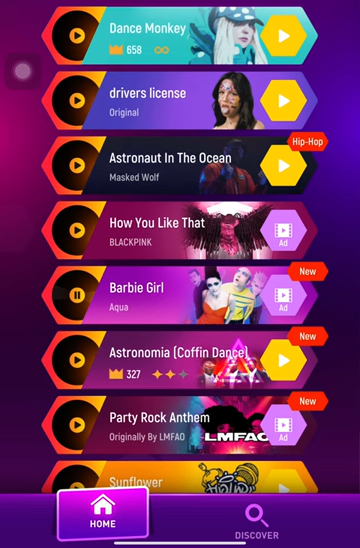 Dance Monkey
658 ∞
drivers license
Original
Hip-Hop
Astronaut In The Ocean
Masked Wolf
How You Like That
BLACKPINK
Ad
New
Barbie Girl
Aqua
Ad
New
Astronomia (Coffin Dance)
327
New
Party Rock Anthem
Originally By LMFAO
LMFAO
Ad
Sunflower
HOME
DISCOVER